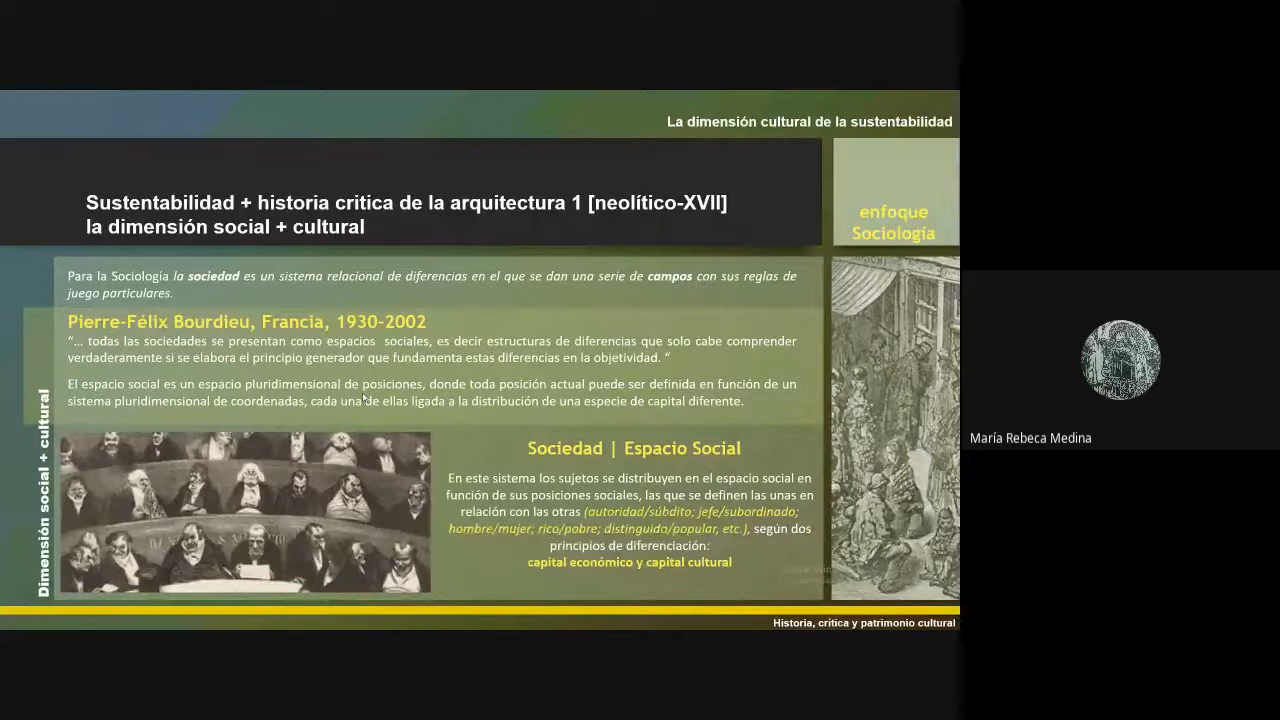 La dimensión cultural de la sustentabilidad
Sustentabilidad + historia critica de la arquitectura 1 [neolítico-XVII]
la dimensión social + cultural
enfoque
Sociología
Para la Sociología la sociedad es un sistema relacional de diferencias en el que se dan una serie de campos con sus reglas de
juego particulares.
Pierre-Félix Bourdieu, Francia, 1930-2002
“... todas las sociedades se presentan como espacios sociales, es decir estructuras de diferencias que solo cabe comprender
verdaderamente si se elabora el principio generador que fundamenta estas diferencias en la objetividad. “
El espacio social es un espacio pluridimensional de posiciones, donde toda posición actual puede ser definida en función de un
sistema pluridimensional de coordenadas, cada una de ellas ligada a la distribución de una especie de capital diferente.
Dimensión social + cultural
Sociedad | Espacio Social
En este sistema los sujetos se distribuyen en el espacio social en
función de sus posiciones sociales, las que se definen las unas en
relación con las otras (autoridad/súbdito; jefe/subordinado;
hombre/mujer; rico/pobre; distinguido/popular, etc.), según dos
principios de diferenciación:
capital económico y capital cultural
Historia, crítica y patrimonio cultural
María Rebeca Medina